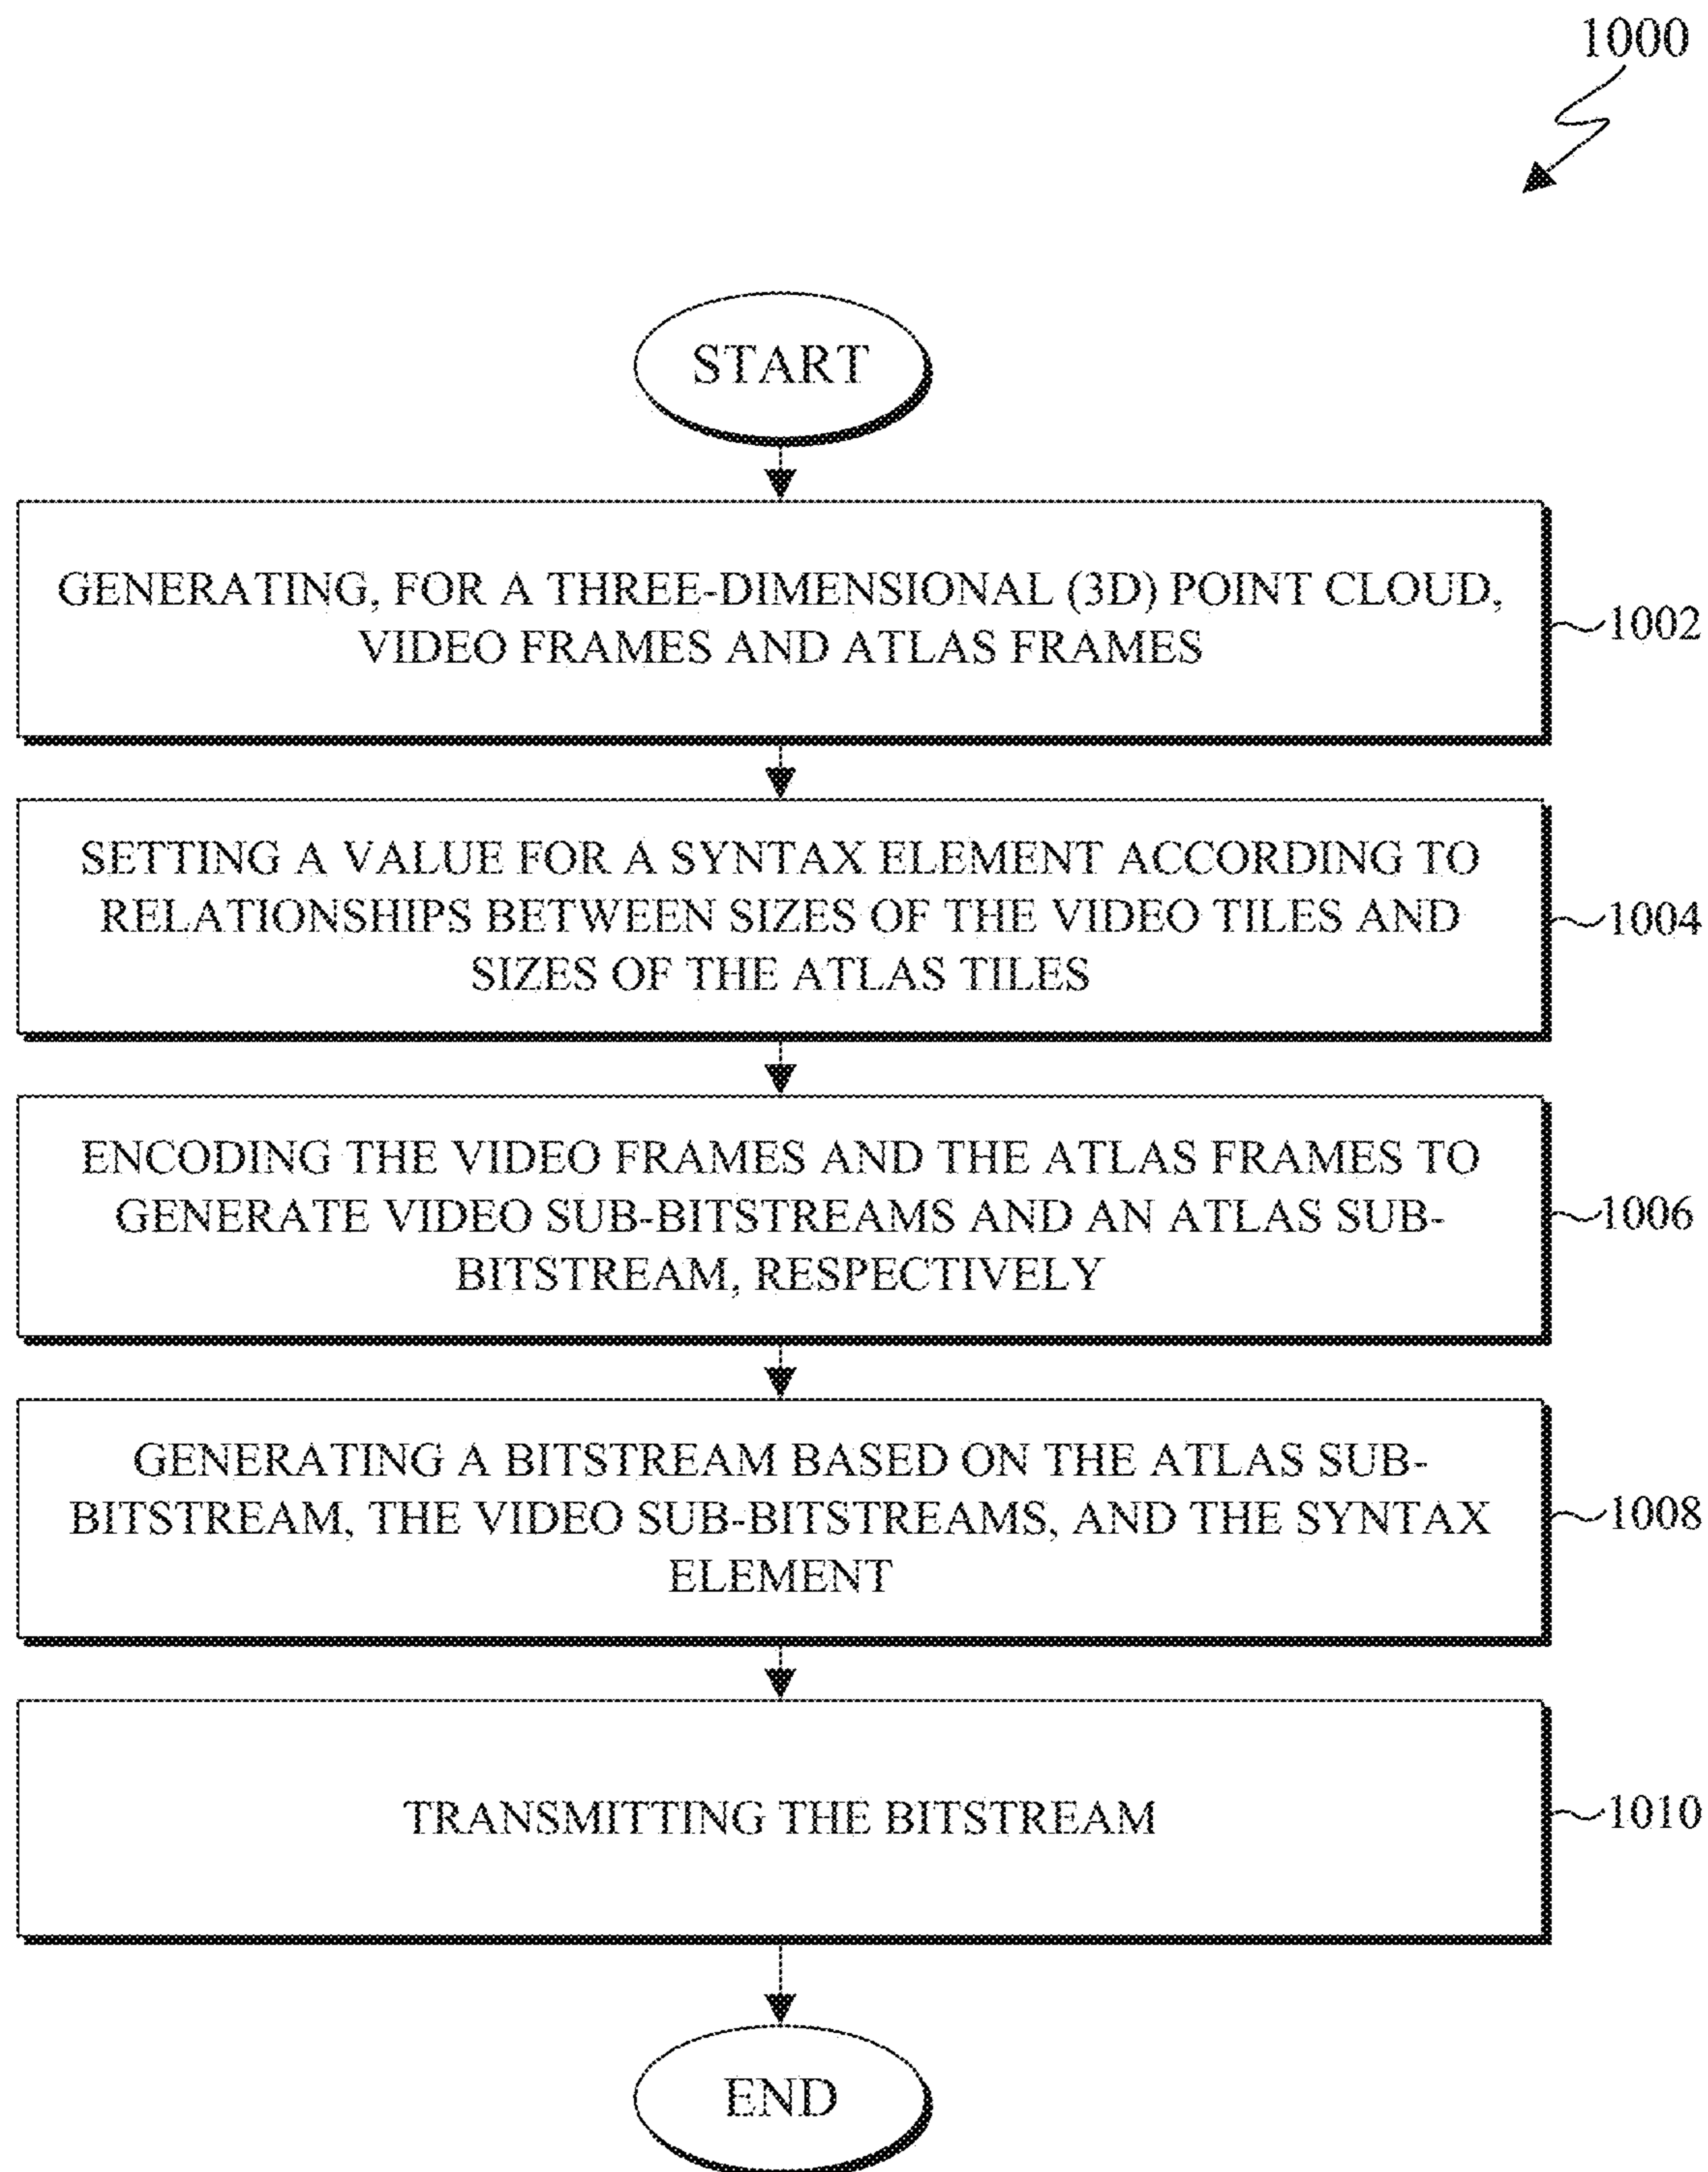 1000
START
GENERATING, FOR A THREE-DIMENSIONAL (3D) POINT CLOUD,
VIDEO FRAMES AND ATLAS FRAMES
1002
SETTING A VALUE FOR A SYNTAX ELEMENT ACCORDING TO
RELATIONSHIPS BETWEEN SIZES OF THE VIDEO TILES AND
SIZES OF THE ATLAS TILES
1004
ENCODING THE VIDEO FRAMES AND THE ATLAS FRAMES TO
GENERATE VIDEO SUB-BITSTREAMS AND AN ATLAS SUB-
BITSTREAM, RESPECTIVELY
1006
GENERATING A BITSTREAM BASED ON THE ATLAS SUB-
BITSTREAM, THE VIDEO SUB-BITSTREAMS, AND THE SYNTAX
ELEMENT
1008
TRANSMITTING THE BITSTREAM
1010
END